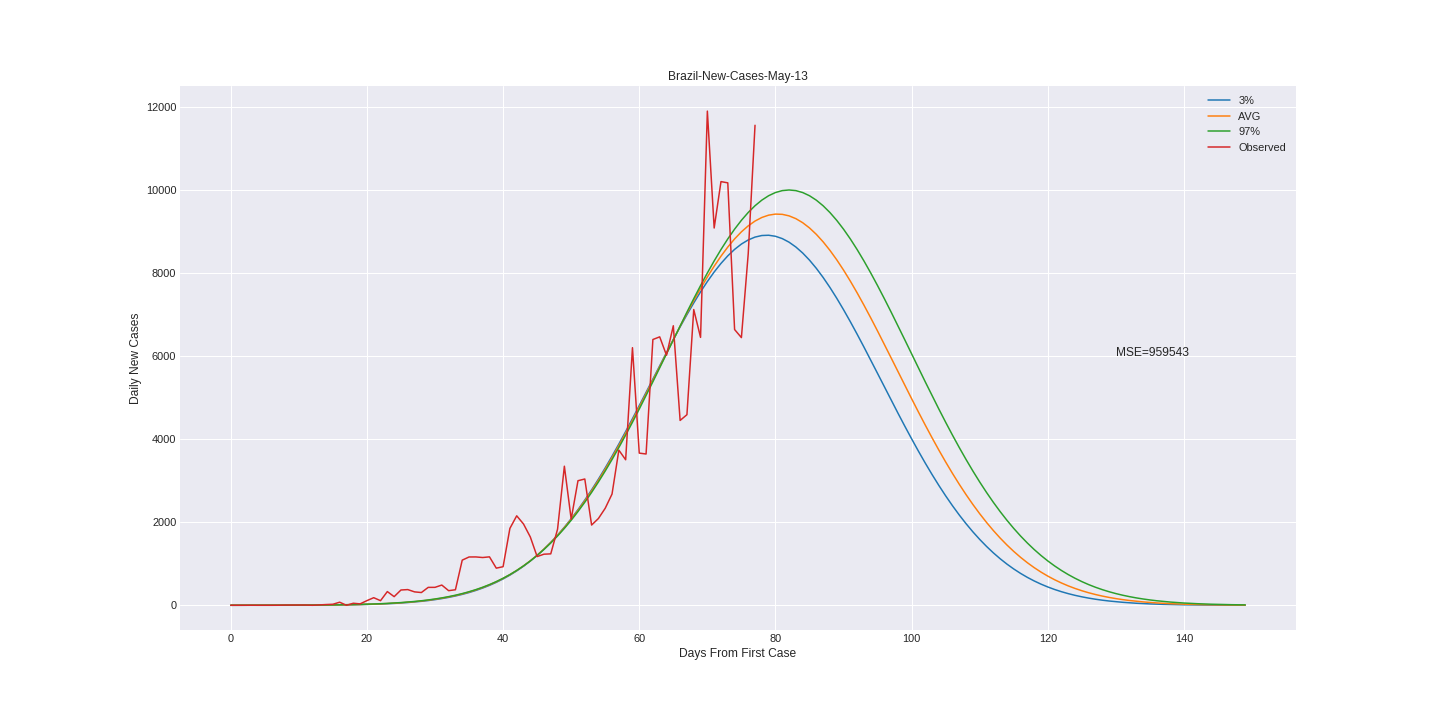 Brazil-New-Cases-May-13
3%
AVG
97%
Observed
12000
10000
8000
6000
4000
2000
0
Daily New Cases
MSE=959543
0 20 40 60 80 100 120 140
Days From First Case